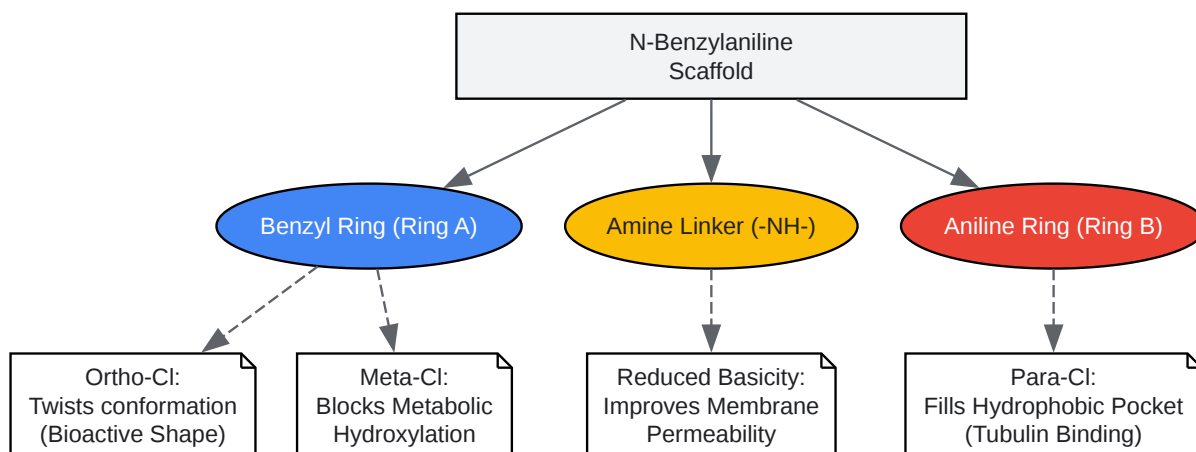 N-Benzylaniline
Scaffold
Benzyl Ring (Ring A)
Amine Linker (-NH-)
Aniline Ring (Ring B)
Ortho-Cl:
Twists conformation
(Bioactive Shape)
Meta-Cl:
Blocks Metabolic
Hydroxylation
Reduced Basicity:
Improves Membrane
Permeability
Para-Cl:
Fills Hydrophobic Pocket
(Tubulin Binding)